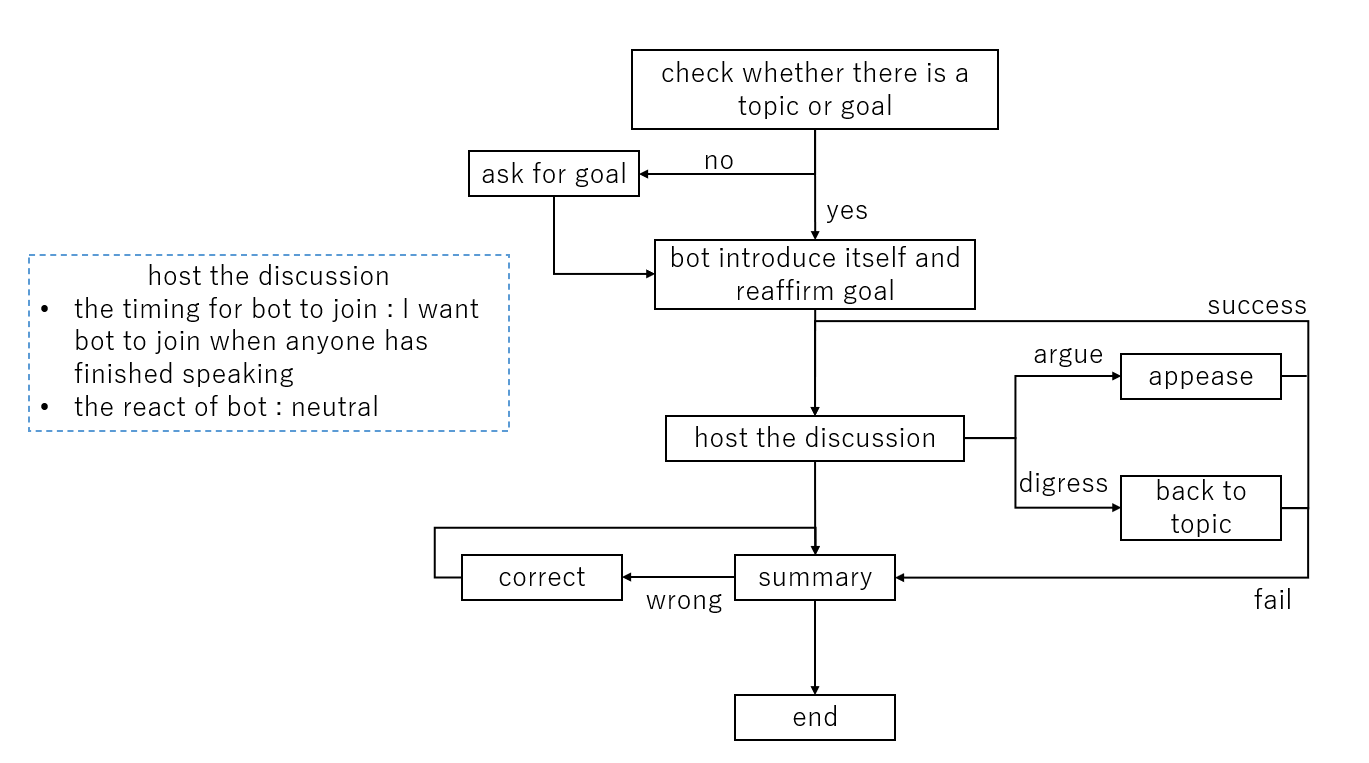 check whether there is a
topic or goal
no
ask for goal
yes
bot introduce itself and
reaffirm goal
host the discussion
• the timing for bot to join : I want
bot to join when anyone has
finished speaking
• the react of bot : neutral
success
argue
appease
host the discussion
digress
back to
topic
correct
wrong
summary
fail
end